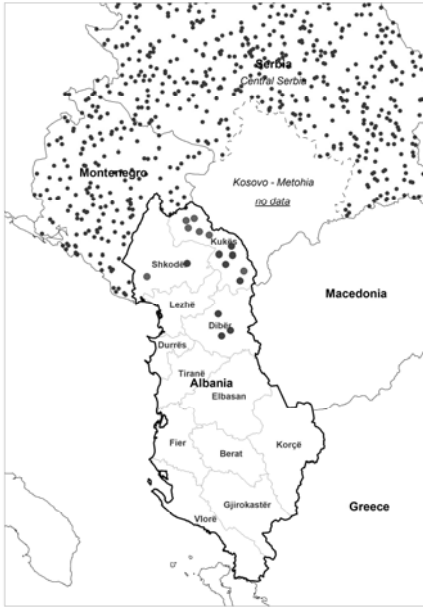 Serbia
Central Serbia
Montenegro
Kosovo - Metohia
no data
Kukës
Shkodër
Macedonia
Lezhë
Dibër
Durrës
Tiranë
Albania
Elbasan
Fier
Korçë
Berat
Gjirokastër
Greece
Vlorë